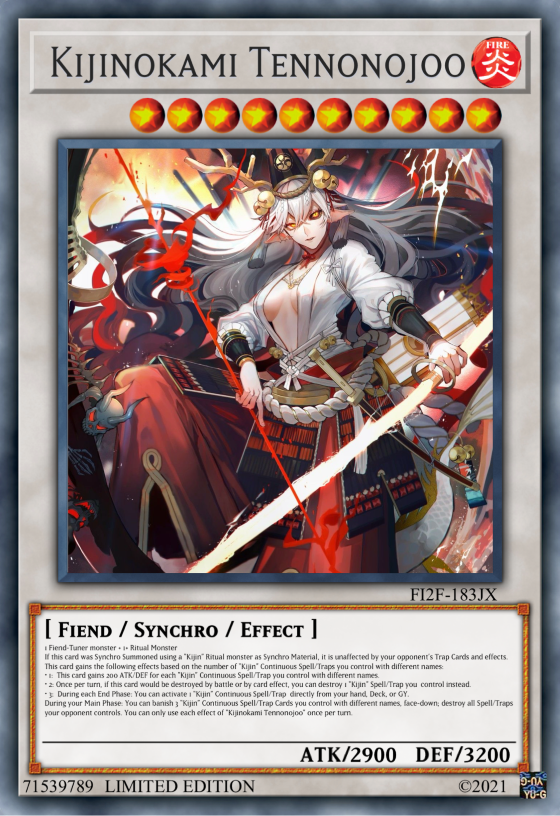 KIJINOKAMI TENNONOJOO
FIRE
炎
FI2F-183JX
[ FIEND / SYNCHRO / EFFECT ]
1 Fiend-Tuner monster + 1+ Ritual Monster
If this card was Synchro Summoned using a "Kijin" Ritual monster as Synchro Material, it is unaffected by your opponent's Trap Cards and effects.
This card gains the following effects based on the number of "Kijin" Continuous Spell/Traps you control with different names:
• 1: This card gains 200 ATK/DEF for each "Kijin" Continuous Spell/Trap you control with different names.
• 2: Once per turn, if this card would be destroyed by battle or by card effect, you can destroy 1 "Kijin" Spell/Trap you control instead.
• 3: During each End Phase: You can activate 1 "Kijin" Continuous Spell/Trap directly from your hand, Deck, or GY.
During your Main Phase: You can banish 3 "Kijin" Continuous Spell/Trap Cards you control with different names, face-down; destroy all Spell/Traps
your opponent controls. You can only use each effect of "Kijinokami Tennonojoo" once per turn.
ATK/2900 DEF/3200
71539789 LIMITED EDITION ©2021
YU-G